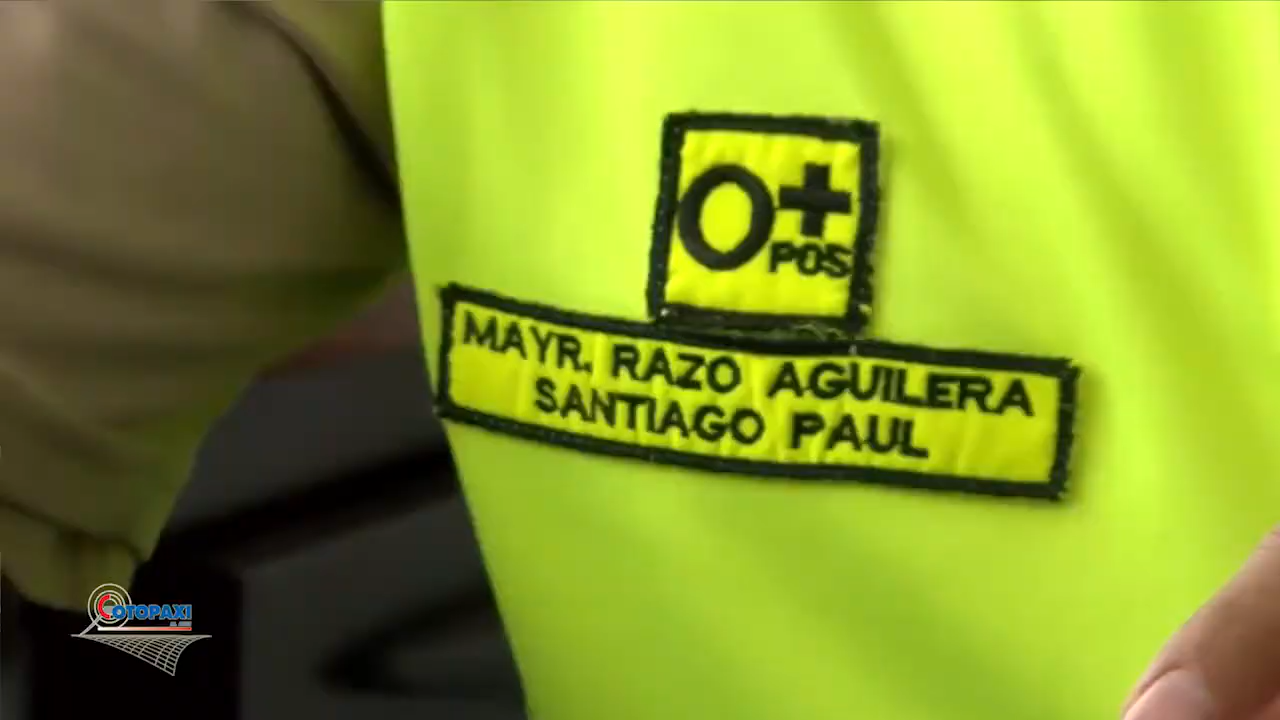 O+
POS
MAYR. RAZO AGUILERA
SANTIAGO PAUL
COTOPAXI